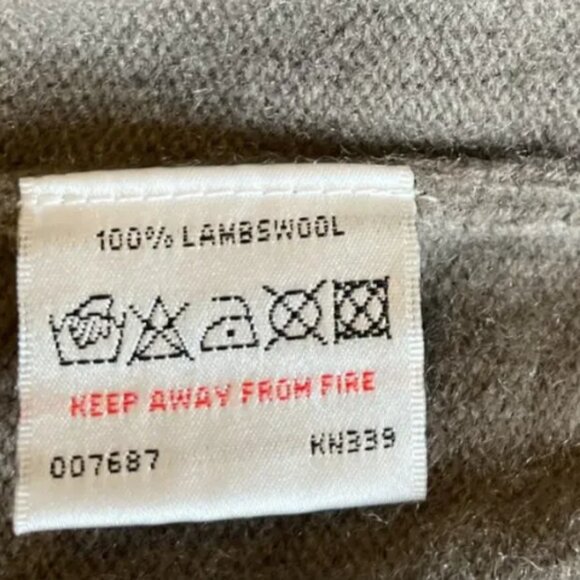 100% LAMBSWOOL
KEEP AWAY FROM FIRE
007687 KN339